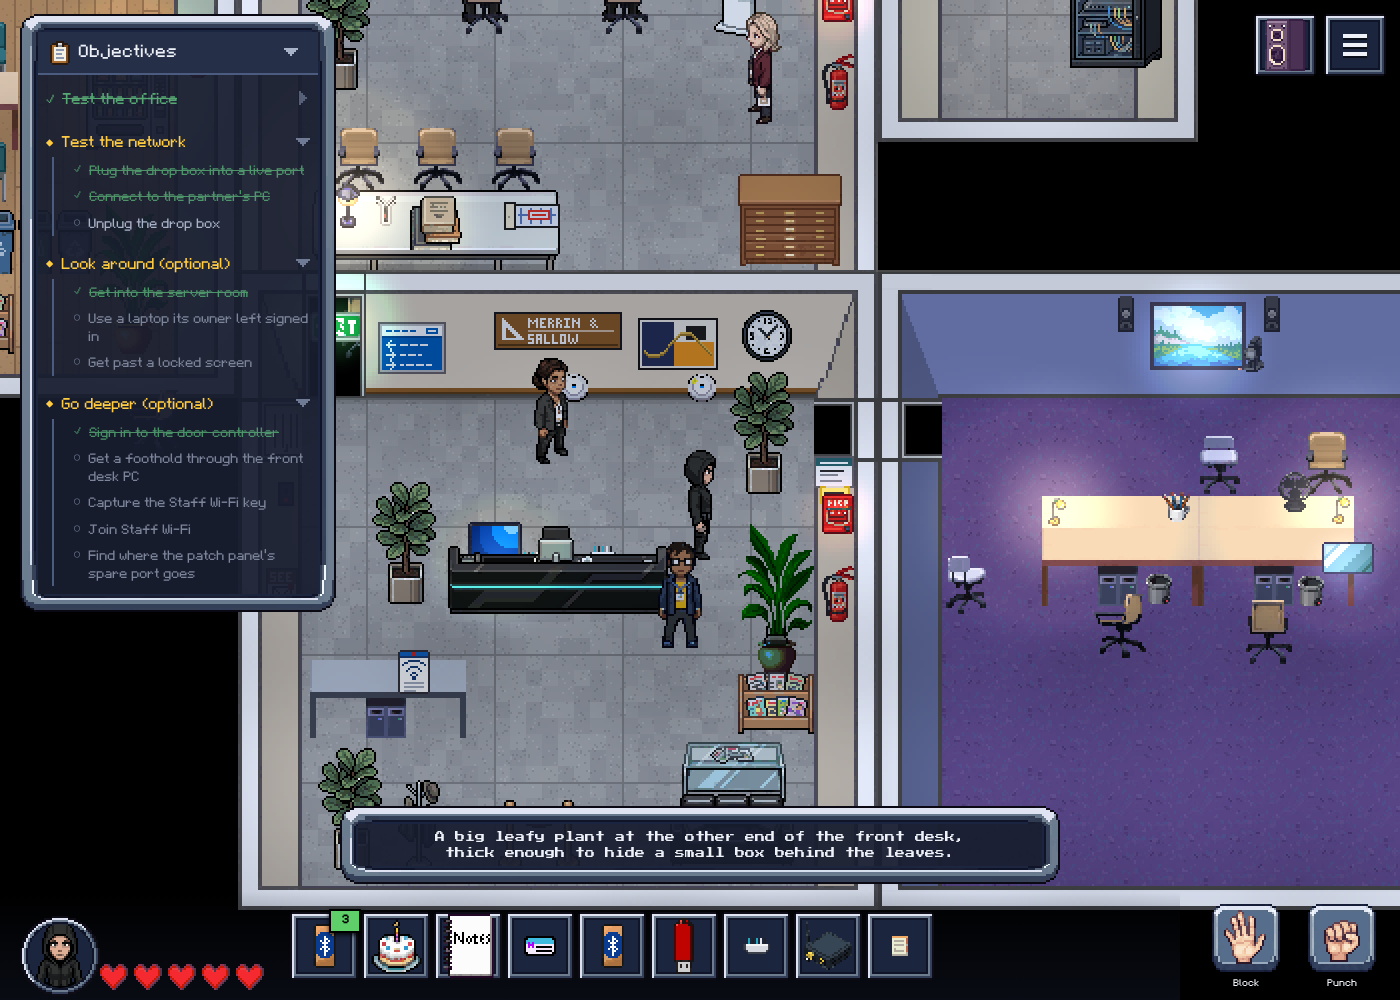 Objectives
Test the office
Test the network
Plug the drop box into a live port
Connect to the partner's PC
Unplug the drop box
Look around (optional)
Get into the server room
Use a laptop its owner left signed
in
Get past a locked screen
Go deeper (optional)
Sign in to the door controller
Get a foothold through the front
desk PC
Capture the Staff Wi-Fi key
Join Staff Wi-Fi
Find where the patch panel's
spare port goes
MERRIN &
SALLOW
A big leafy plant at the other end of the front desk,
thick enough to hide a small box behind the leaves.
3
Notes
Block
Punch